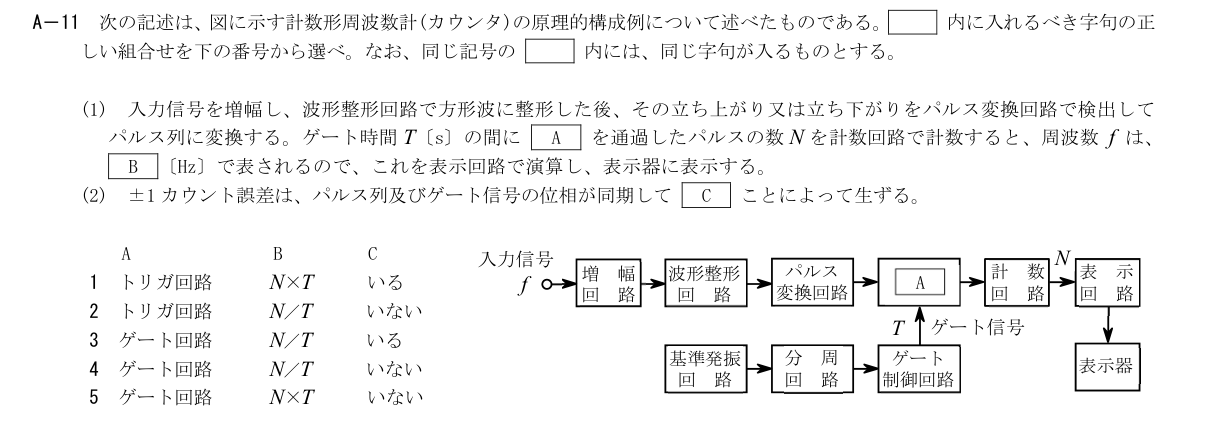 A－11 次の記述は、図に示す計数形周波数計(カウンタ)の原理的構成例について述べたものである。 内に入れるべき字句の正
しい組合せを下の番号から選べ。なお、同じ記号の 内には、同じ字句が入るものとする。
(1) 入力信号を増幅し、波形整形回路で方形波に整形した後、その立ち上がり又は立ち下がりをパルス変換回路で検出して
パルス列に変換する。ゲート時間 T〔s〕の間に A を通過したパルスの数 N を計数回路で計数すると、周波数 f は、
B 〔Hz〕で表されるので、これを表示回路で演算し、表示器に表示する。
(2) ±1 カウント誤差は、パルス列及びゲート信号の位相が同期して C ことによって生ずる。
A B C
1 トリガ回路 N×T いる
2 トリガ回路 N／T いない
3 ゲート回路 N／T いる
4 ゲート回路 N／T いない
5 ゲート回路 N×T いない
入力信号
f
増 幅
回 路
波形整形
回 路
パルス
変換回路
A
計 数
回 路
N
表 示
回 路
T ゲート信号
基準発振
回 路
分 周
回 路
ゲート
制御回路
表示器